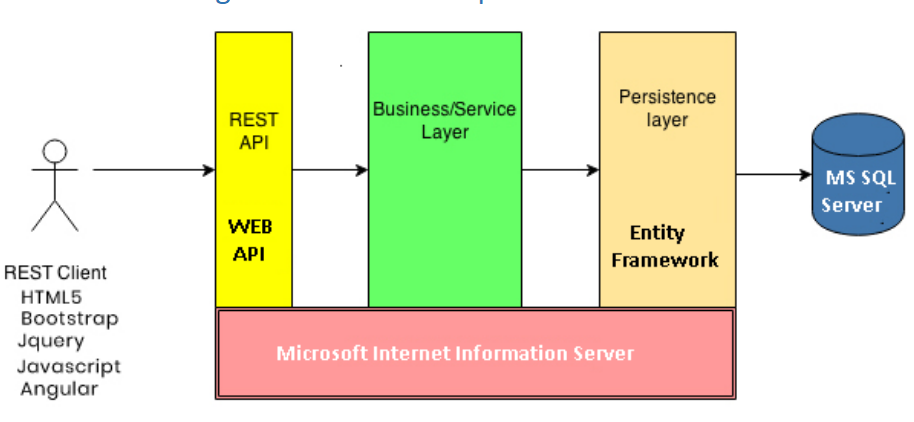 REST Client
HTML5
Bootstrap
Jquery
Javascript
Angular
REST
API
WEB
API
Business/Service
Layer
Persistence
layer
Entity
Framework
MS SQL
Server
Microsoft Internet Information Server